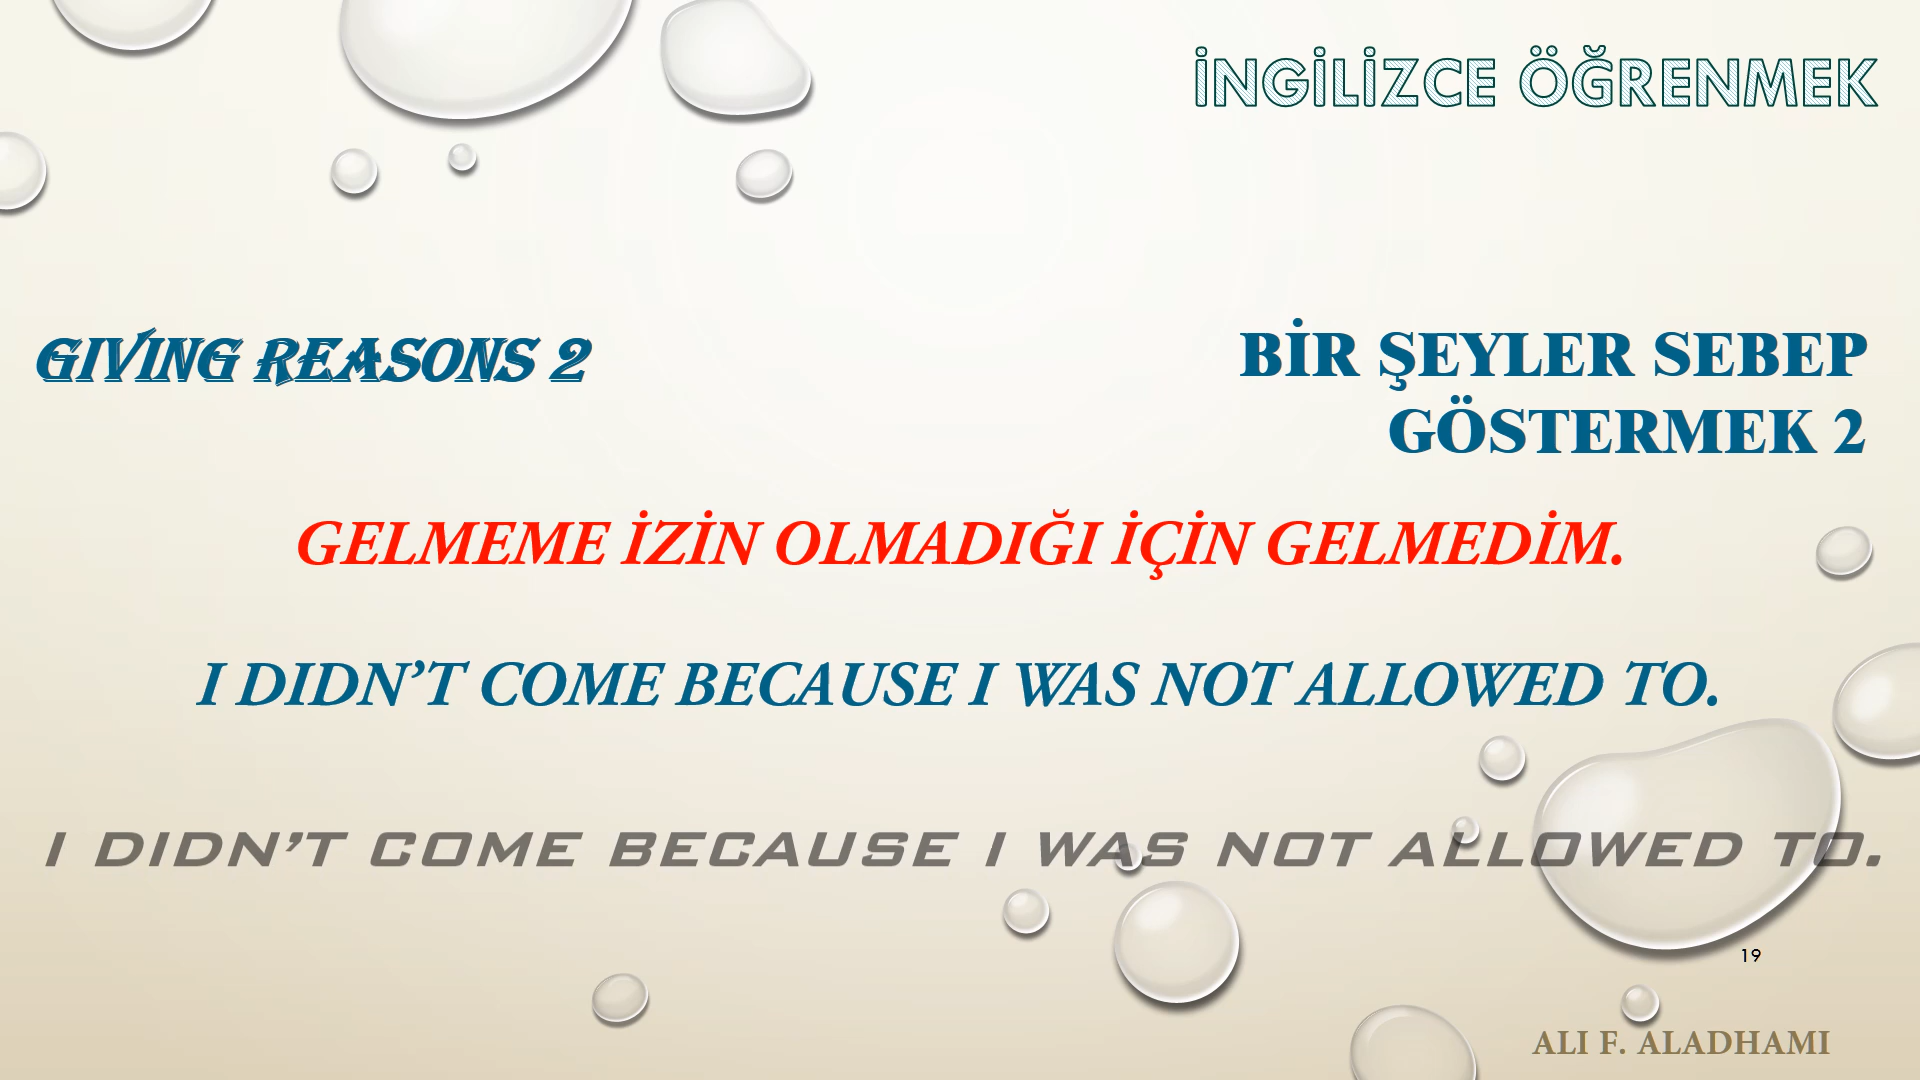 İNGİLİZCE ÖĞRENMEK
GIVING REASONS 2
BİR ŞEYLER SEBEP
GÖSTERMEK 2
GELMEME İZİN OLMADIĞI İÇİN GELMEDİM.
I DIDN’T COME BECAUSE I WAS NOT ALLOWED TO.
I DIDN’T COME BECAUSE I WAS NOT ALLOWED TO.
19
ALI F. ALADHAMI